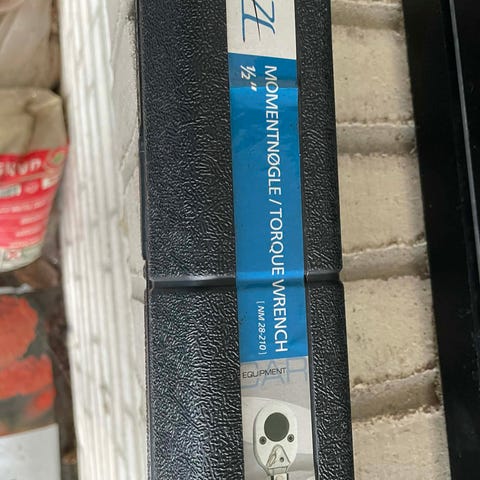 MOMENTNØGLE / TORQUE WRENCH
½"
[ NM 28-210 ]
EQUIPMENT